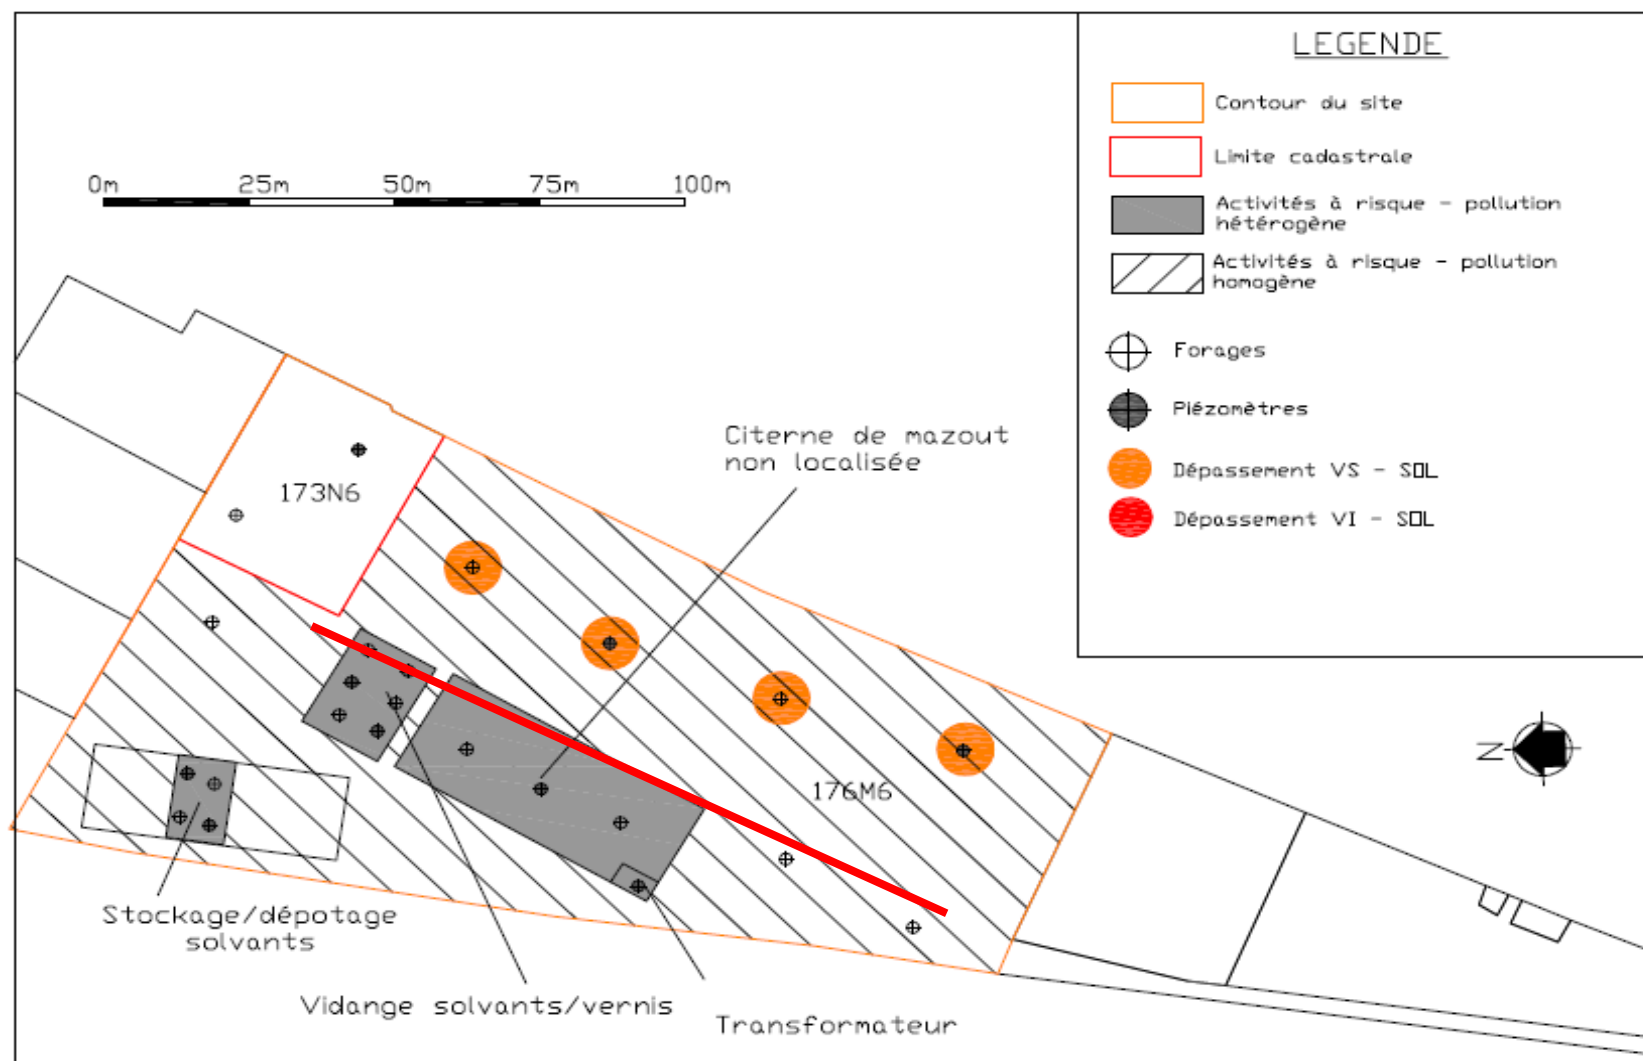 LEGENDE
Contour du site
Limite cadastrale
Activités à risque - pollution
hétérogène
Activités à risque - pollution
homogène
Forages
Piézomètres
Dépassement VS - SOL
Dépassement VI - SOL
0m 25m 50m 75m 100m
Citerne de mazout
non localisée
173N6
176M6
N
Stockage/dépotage
solvants
Vidange solvants/vernis
Transformateur